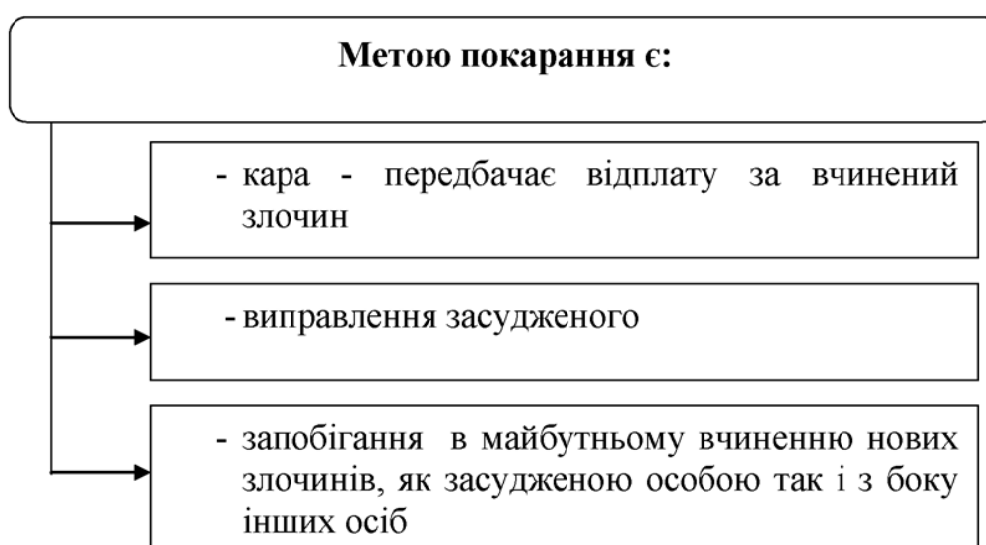 Метою покарання є:
- кара - передбачає відплату за вчинений
злочин
- виправлення засудженого
- запобігання в майбутньому вчиненню нових
злочинів, як засудженою особою так і з боку
інших осіб